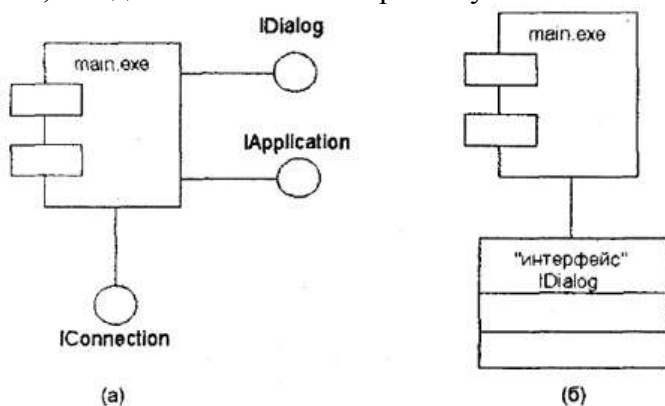 IDialog
main.exe
IApplication
IConnection
(а)
main.exe
"интерфейс"
IDialog
(б)